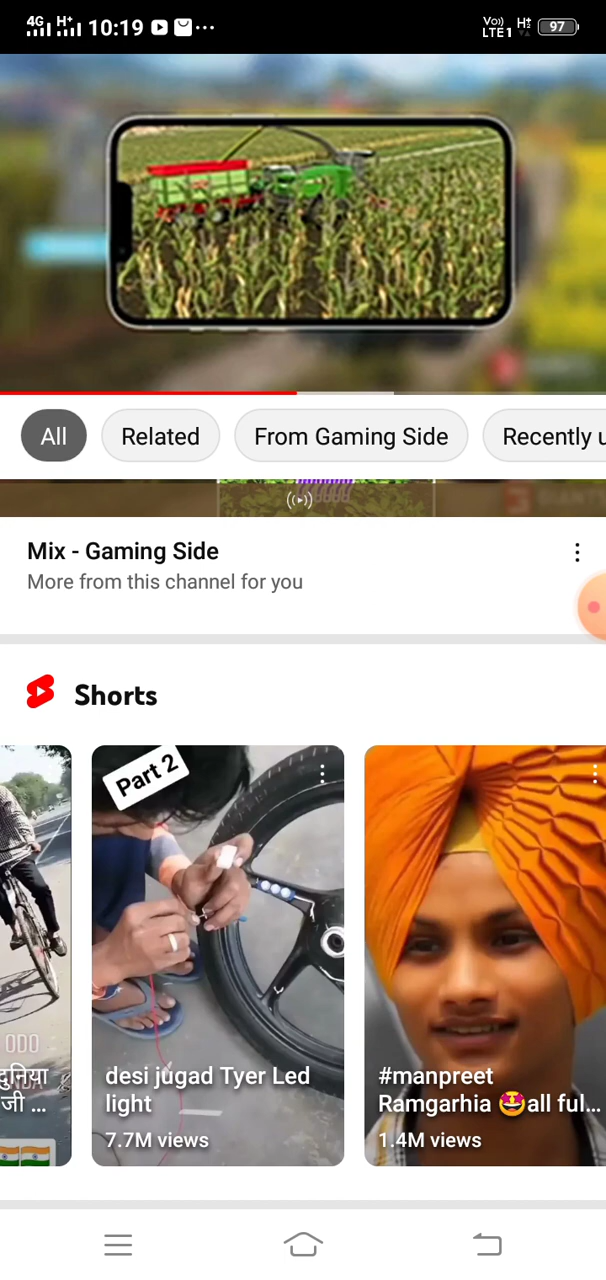 4G H+ 10:19 ...
Vo)) LTE1 H+ 2 97
All
Related
From Gaming Side
Recently u
Mix - Gaming Side
More from this channel for you
Shorts
दुनिया
जी ...
Part 2
desi jugad Tyer Led
light
7.7M views
#manpreet
Ramgarhia 🤩all ful...
1.4M views